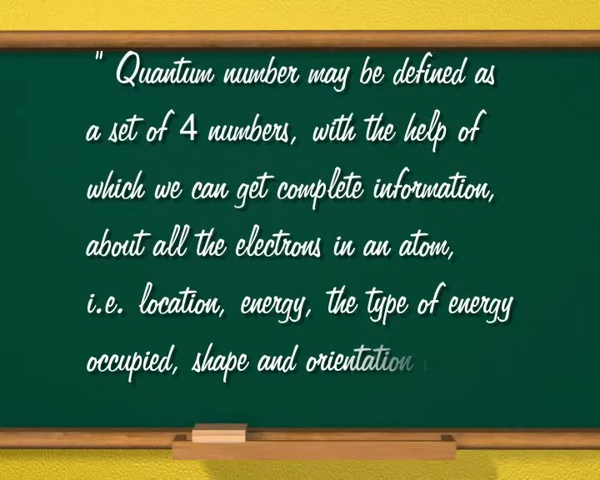 " Quantum number may be defined as
a set of 4 numbers, with the help of
which we can get complete information,
about all the electrons in an atom,
i.e. location, energy, the type of energy
occupied, shape and orientation